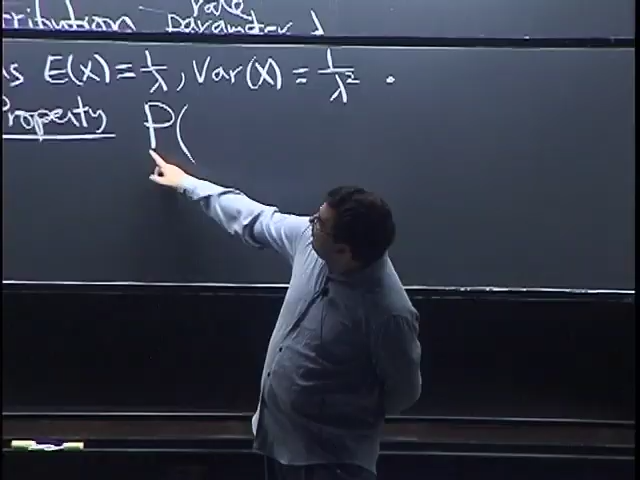 rate
parameter λ
s E(X) = 1/λ, Var(X) = 1/λ² .
Property P(